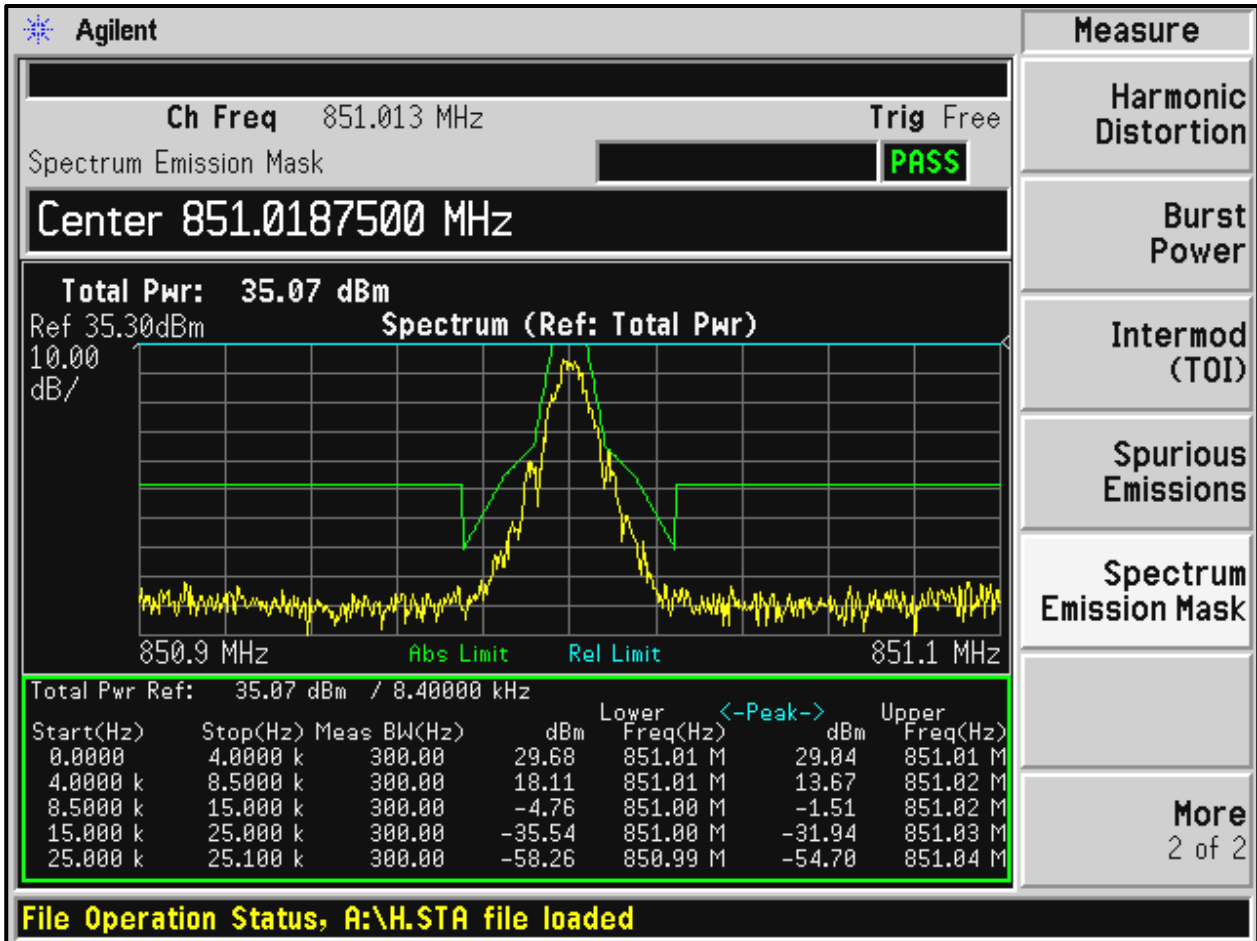 Agilent
Measure
Ch Freq 851.013 MHz Trig Free
Spectrum Emission Mask PASS
Center 851.0187500 MHz
Total Pwr: 35.07 dBm
Ref 35.30dBm Spectrum (Ref: Total Pwr)
10.00
dB/
850.9 MHz Abs Limit Rel Limit 851.1 MHz
Total Pwr Ref: 35.07 dBm / 8.40000 kHz
Lower <-Peak-> Upper
Start(Hz) Stop(Hz) Meas BW(Hz) dBm Freq(Hz) dBm Freq(Hz)
0.0000 4.0000 k 300.00 29.68 851.01 M 29.04 851.01 M
4.0000 k 8.5000 k 300.00 18.11 851.01 M 13.67 851.02 M
8.5000 k 15.000 k 300.00 -4.76 851.00 M -1.51 851.02 M
15.000 k 25.000 k 300.00 -35.54 851.00 M -31.94 851.03 M
25.000 k 25.100 k 300.00 -58.26 850.99 M -54.70 851.04 M
File Operation Status, A:\H.STA file loaded
Harmonic
Distortion
Burst
Power
Intermod
(TOI)
Spurious
Emissions
Spectrum
Emission Mask
More
2 of 2